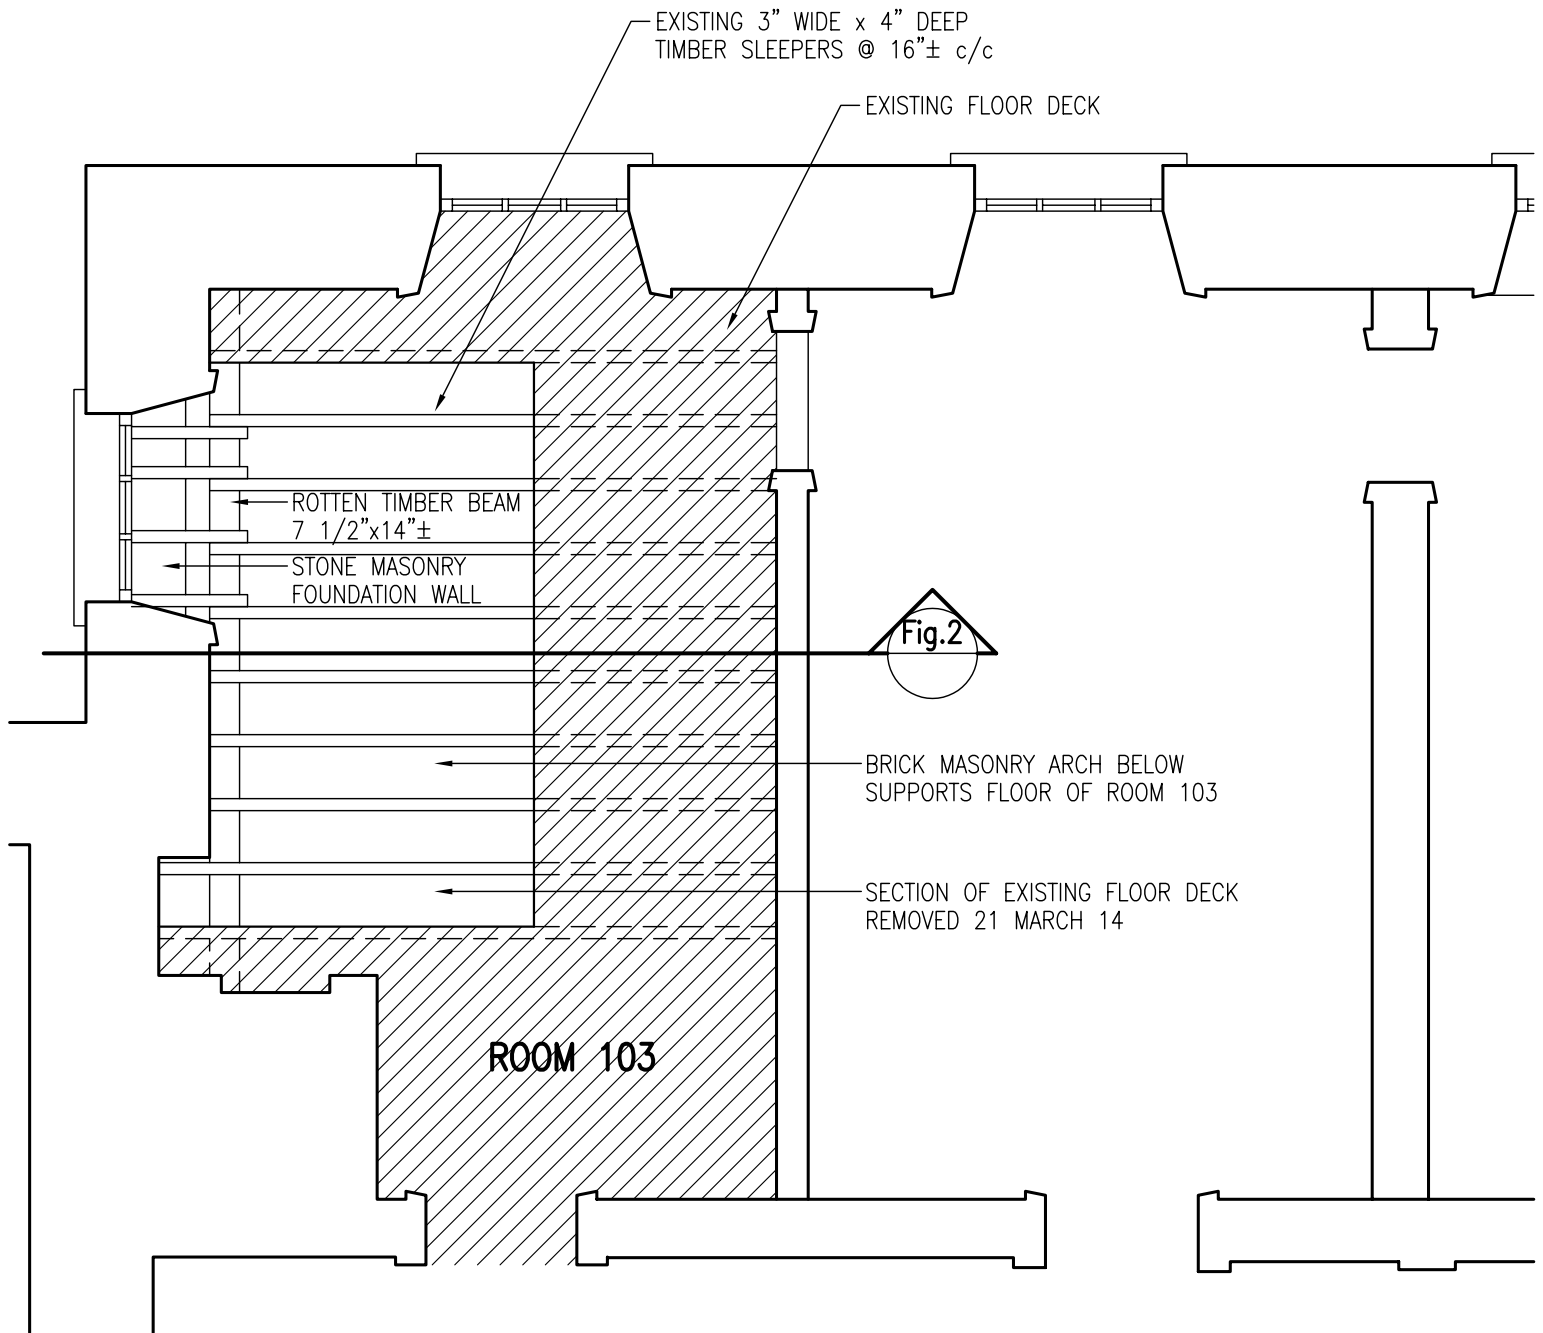 EXISTING 3" WIDE x 4" DEEP
TIMBER SLEEPERS @ 16"± c/c
EXISTING FLOOR DECK
ROTTEN TIMBER BEAM
7 1/2"x14"±
STONE MASONRY
FOUNDATION WALL
Fig.2
BRICK MASONRY ARCH BELOW
SUPPORTS FLOOR OF ROOM 103
SECTION OF EXISTING FLOOR DECK
REMOVED 21 MARCH 14
ROOM 103